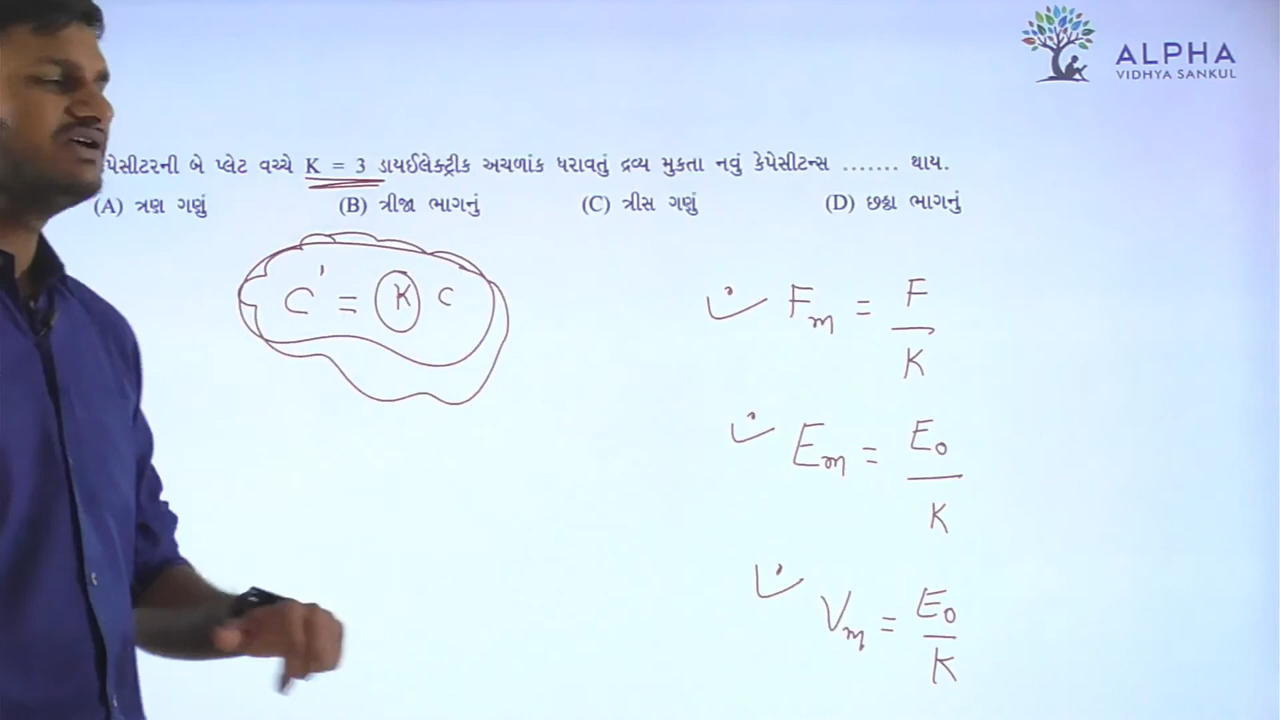 ALPHA
VIDHYA SANKUL
પેસીટરની બે પ્લેટ વચ્ચે K = 3 ડાયઈલેક્ટ્રીક અચળાંક ધરાવતું દ્રવ્ય મુકતા નવું કેપેસીટન્સ ....... થાય.
(A) ત્રણ ગણું (B) ત્રીજા ભાગનું (C) ત્રીસ ગણું (D) છઠ્ઠા ભાગનું
C' = K C
Fm = F / K
Em = E₀ / K
Vm = E₀ / K